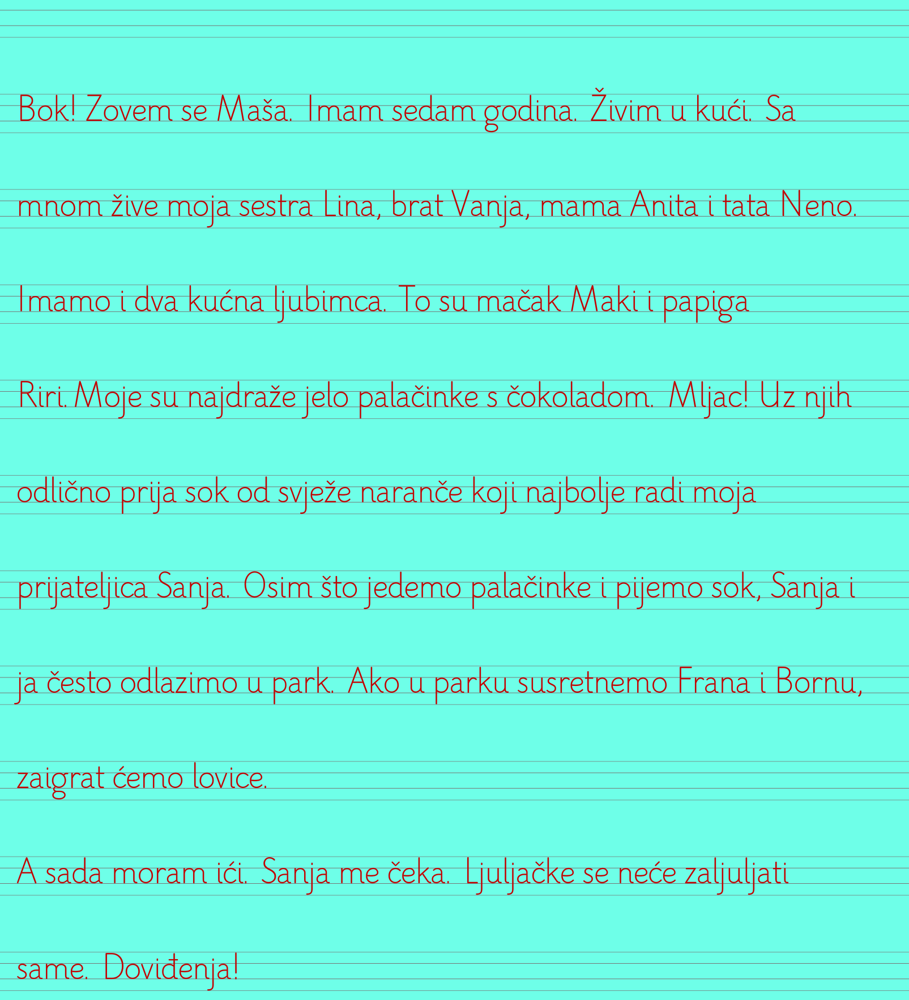 Bok! Zovem se Maša. Imam sedam godina. Živim u kući. Sa
mnom žive moja sestra Lina, brat Vanja, mama Anita i tata Neno.
Imamo i dva kućna ljubimca. To su mačak Maki i papiga
Riri. Moje su najdraže jelo palačinke s čokoladom. Mljac! Uz njih
odlično prija sok od svježe naranče koji najbolje radi moja
prijateljica Sanja. Osim što jedemo palačinke i pijemo sok, Sanja i
ja često odlazimo u park. Ako u parku susretnemo Frana i Bornu,
zaigrat ćemo lovice.
A sada moram ići. Sanja me čeka. Ljuljačke se neće zaljuljati
same. Doviđenja!